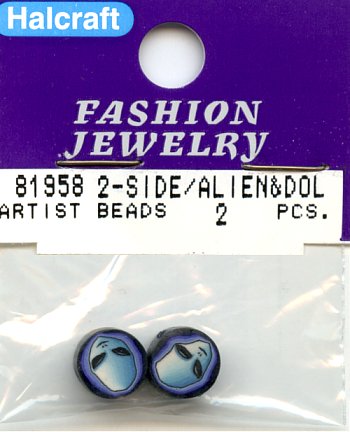 Halcraft
FASHION
JEWELRY
81958 2-SIDE/ALIEN&DOL
ARTIST BEADS 2 PCS.